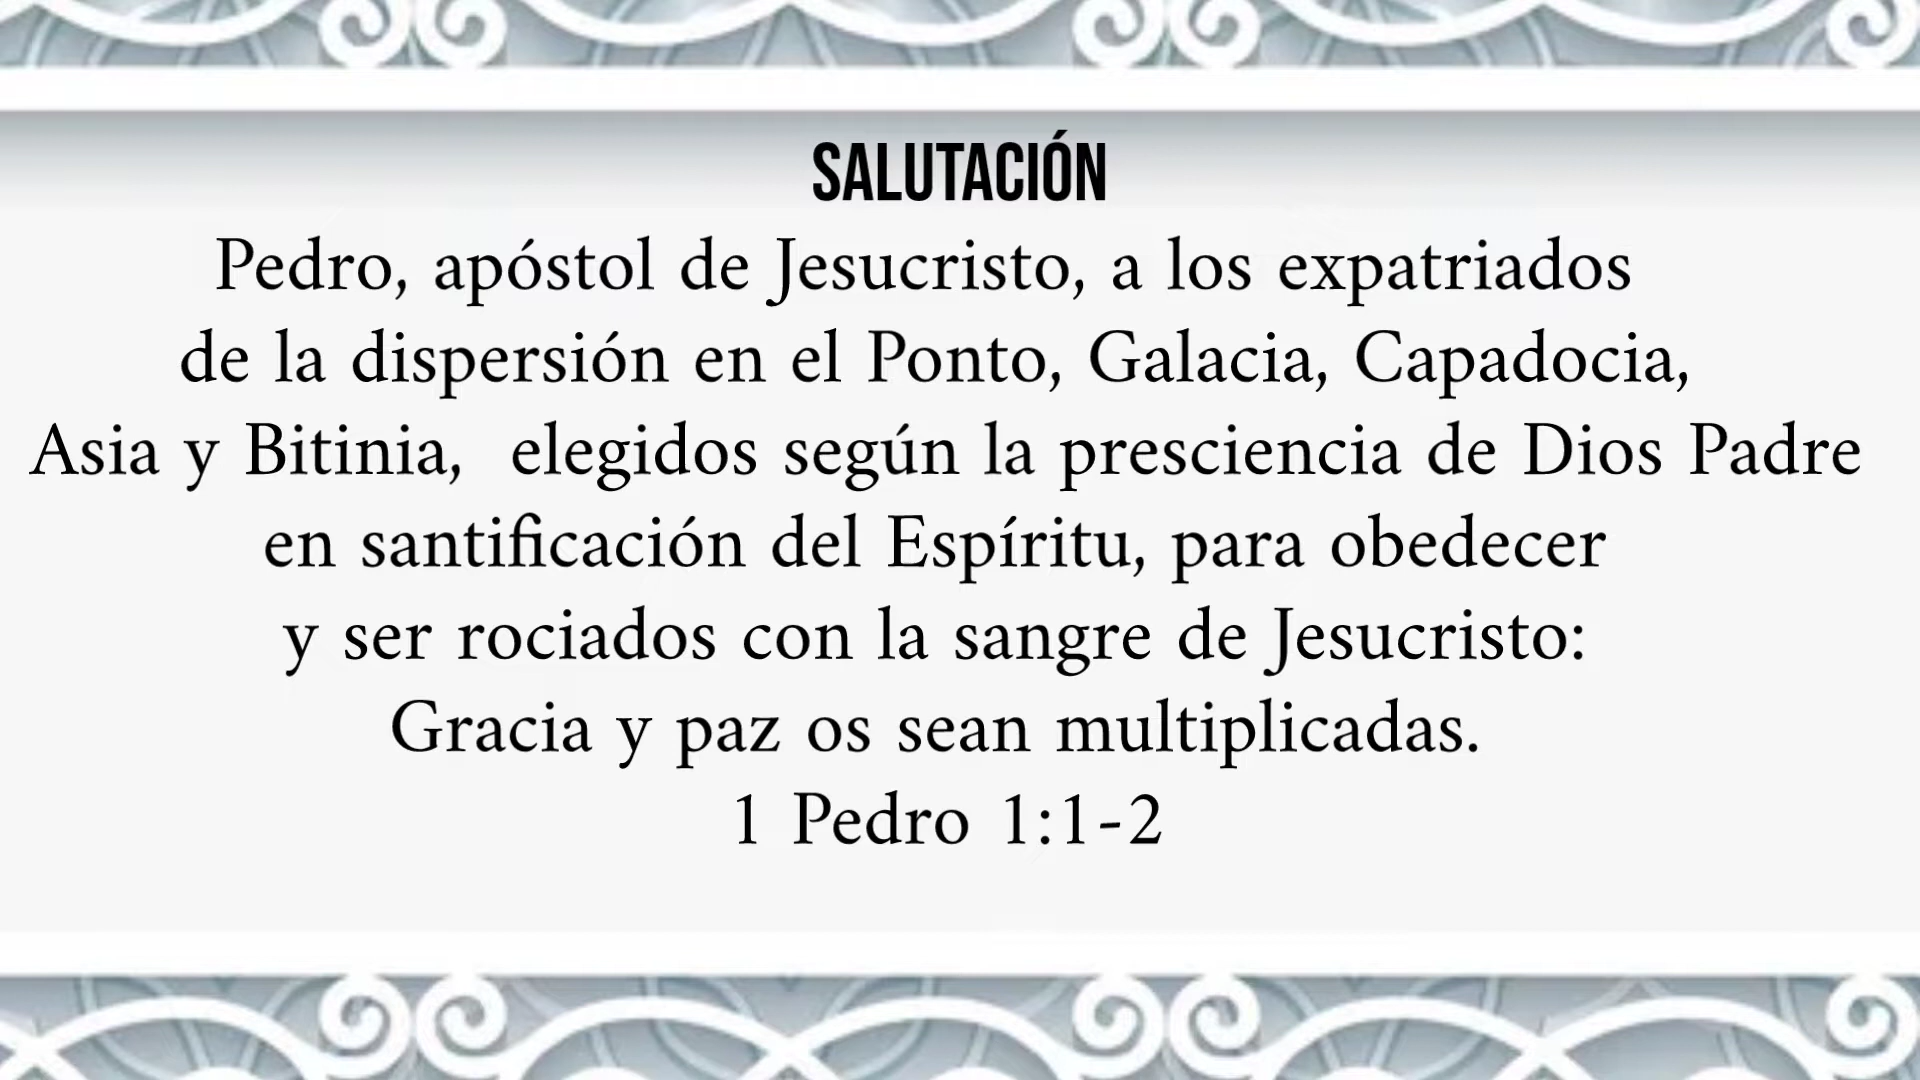 SALUTACIÓN
Pedro, apóstol de Jesucristo, a los expatriados
de la dispersión en el Ponto, Galacia, Capadocia,
Asia y Bitinia,  elegidos según la presciencia de Dios Padre
en santificación del Espíritu, para obedecer
y ser rociados con la sangre de Jesucristo:
Gracia y paz os sean multiplicadas.
1 Pedro 1:1-2